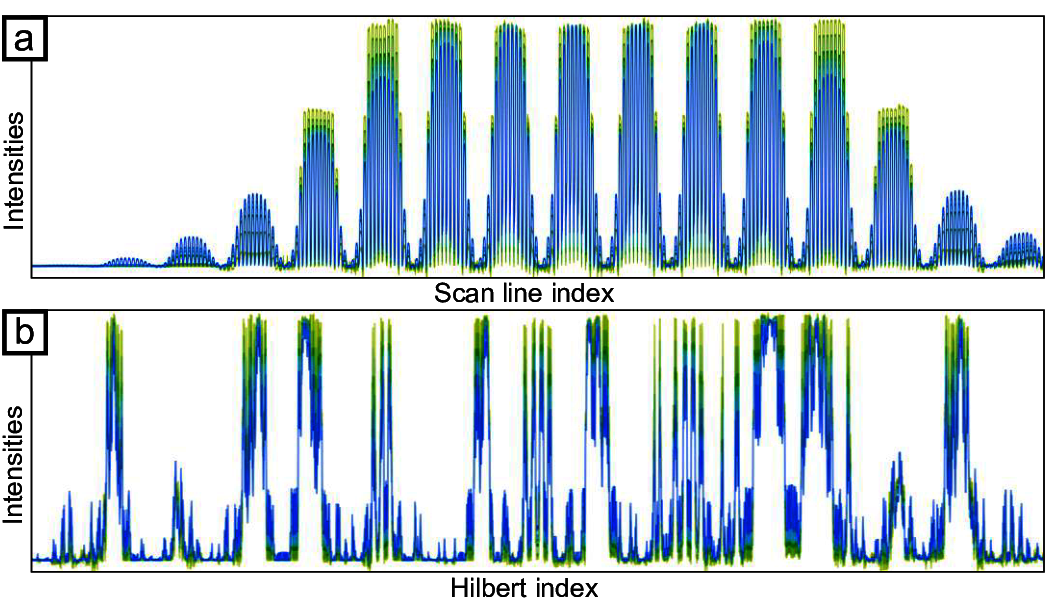 a
Intensities
Scan line index
b
Intensities
Hilbert index